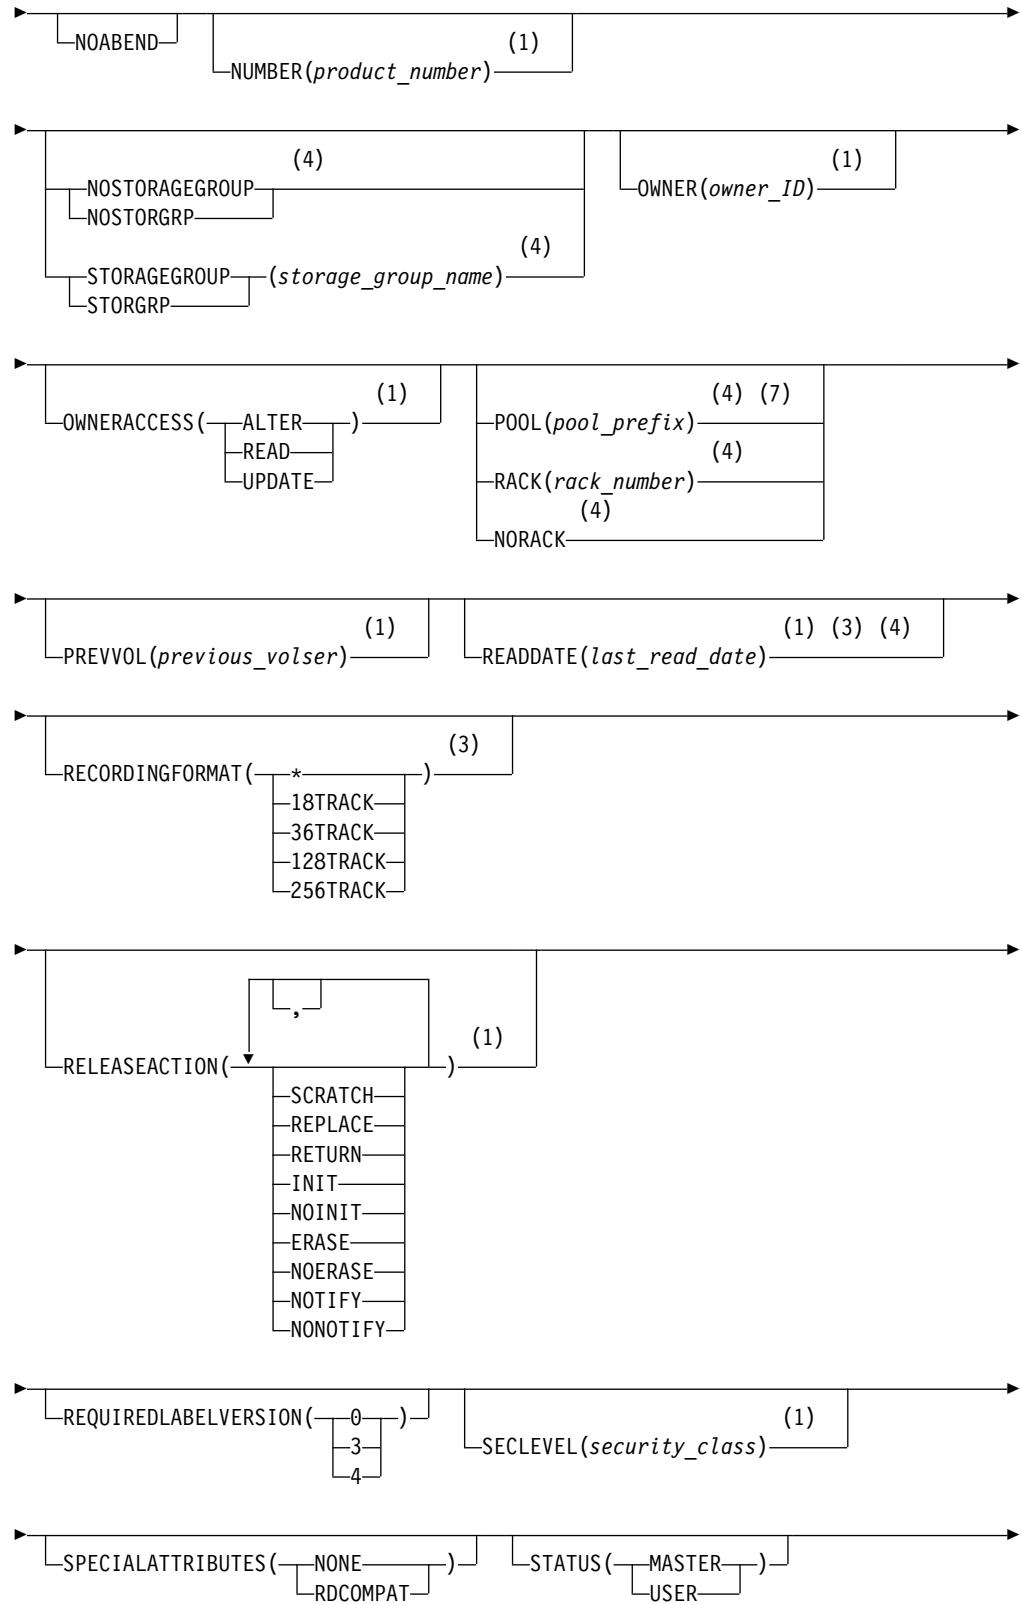 NOABEND
(1)
NUMBER(product_number)
(4)
NOSTORAGEGROUP
NOSTORGRP
(4)
STORAGEGROUP (storage_group_name)
STORGRP
(1)
OWNER(owner_ID)
(1)
OWNERACCESS( ALTER )
READ
UPDATE
(4) (7)
POOL(pool_prefix)
(4)
RACK(rack_number)
(4)
NORACK
(1)
PREVVOL(previous_volser)
(1) (3) (4)
READDATE(last_read_date)
(3)
RECORDINGFORMAT( * )
18TRACK
36TRACK
128TRACK
256TRACK
,
(1)
RELEASEACTION( )
SCRATCH
REPLACE
RETURN
INIT
NOINIT
ERASE
NOERASE
NOTIFY
NONOTIFY
REQUIREDLABELVERSION( 0 )
3
4
(1)
SECLEVEL(security_class)
SPECIALATTRIBUTES( NONE )
RDCOMPAT
STATUS( MASTER )
USER